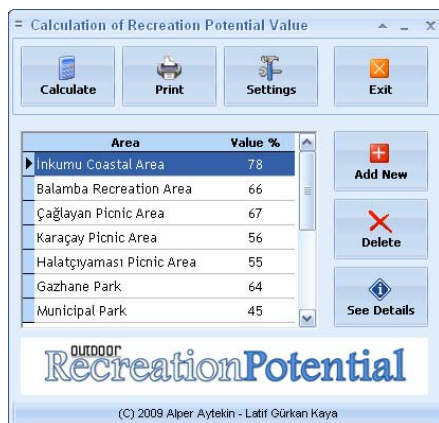 Calculation of Recreation Potential Value
Calculate Print Settings Exit
Area Value %
İnkumu Coastal Area 78
Balamba Recreation Area 66
Çağlayan Picnic Area 67
Karaçay Picnic Area 56
Halatçıyaması Picnic Area 55
Gazhane Park 64
Municipal Park 45
Add New
Delete
See Details
outdoor
RecreationPotential
(C) 2009 Alper Aytekin - Latif Gürkan Kaya